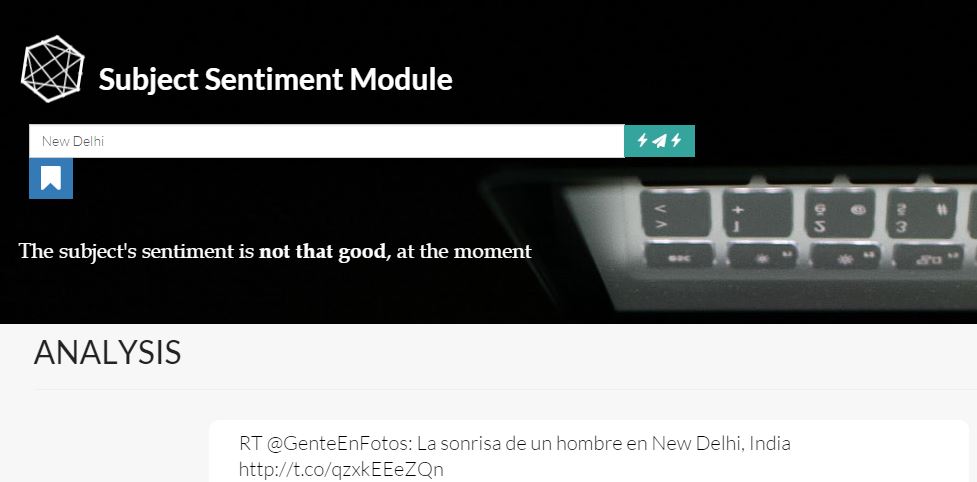 Subject Sentiment Module
New Delhi
The subject's sentiment is not that good, at the moment
ANALYSIS
RT @GenteEnFotos: La sonrisa de un hombre en New Delhi, India
http://t.co/qzxkEEeZQn